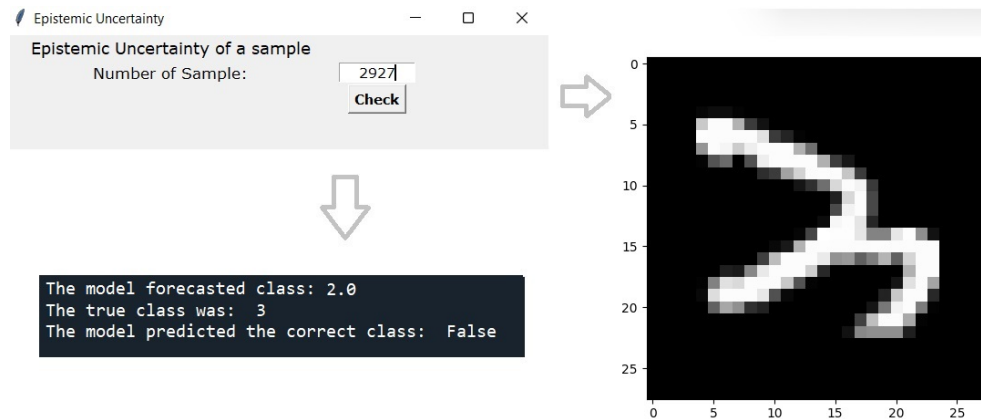 Epistemic Uncertainty
Epistemic Uncertainty of a sample
Number of Sample: 2927
Check
The model forecasted class: 2.0
The true class was: 3
The model predicted the correct class: False
0
5
10
15
20
25
0 5 10 15 20 25